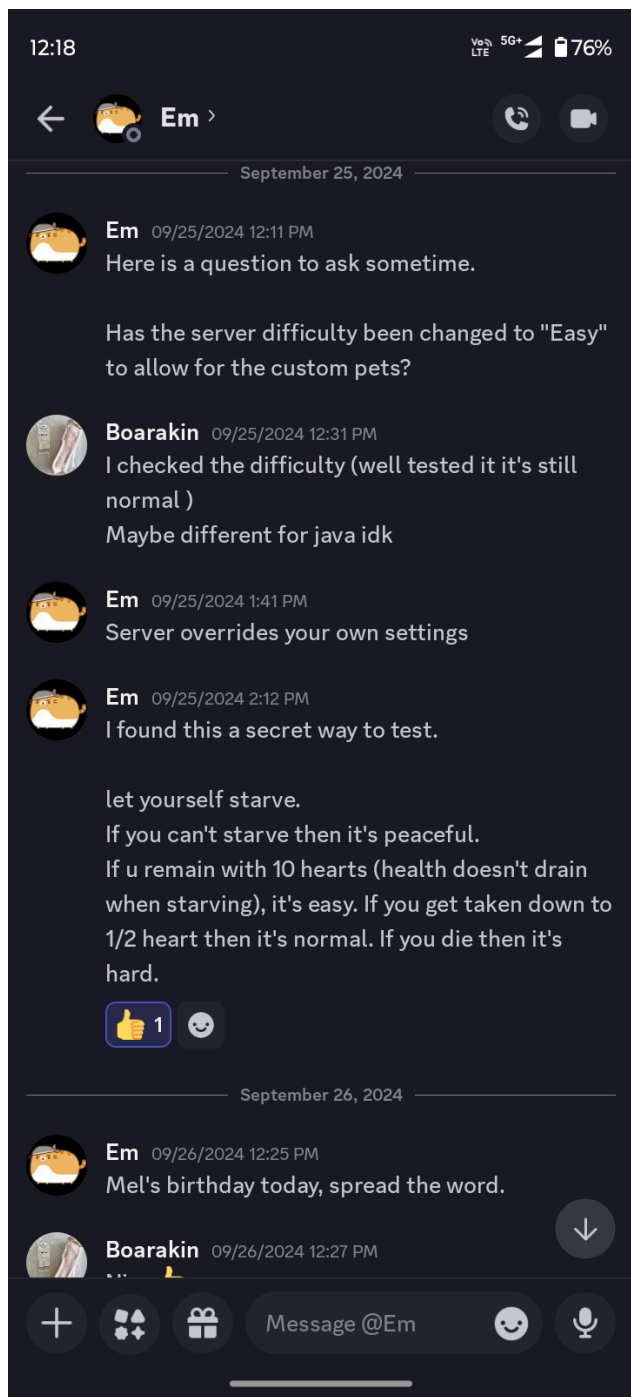 12:18
Vo LTE 5G+ 76%
Em
September 25, 2024
Em 09/25/2024 12:11 PM
Here is a question to ask sometime.
Has the server difficulty been changed to "Easy"
to allow for the custom pets?
Boarakin 09/25/2024 12:31 PM
I checked the difficulty (well tested it it's still
normal )
Maybe different for java idk
Em 09/25/2024 1:41 PM
Server overrides your own settings
Em 09/25/2024 2:12 PM
I found this a secret way to test.
let yourself starve.
If you can't starve then it's peaceful.
If u remain with 10 hearts (health doesn't drain
when starving), it's easy. If you get taken down to
1/2 heart then it's normal. If you die then it's
hard.
👍 1
September 26, 2024
Em 09/26/2024 12:25 PM
Mel's birthday today, spread the word.
Boarakin 09/26/2024 12:27 PM
Message @Em